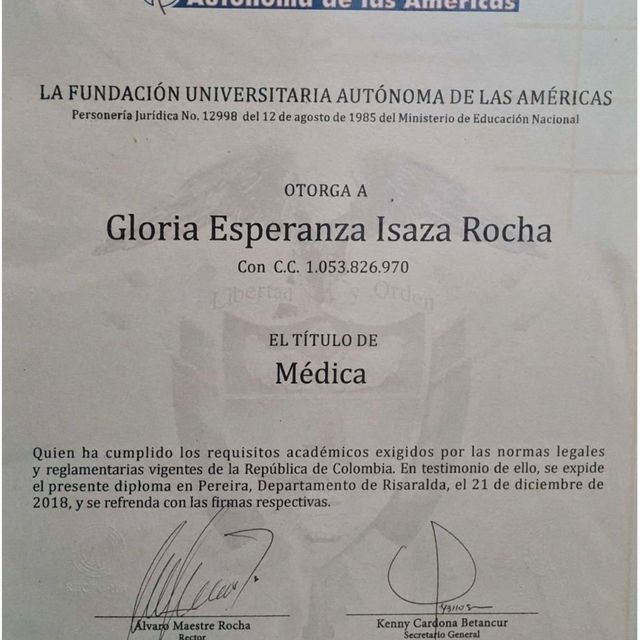 Autónoma de las Américas
LA FUNDACIÓN UNIVERSITARIA AUTÓNOMA DE LAS AMÉRICAS
Personería Jurídica No. 12998 del 12 de agosto de 1985 del Ministerio de Educación Nacional
OTORGA A
Gloria Esperanza Isaza Rocha
Con C.C. 1.053.826.970
Libertad y Orden
EL TÍTULO DE
Médica
Quien ha cumplido los requisitos académicos exigidos por las normas legales
y reglamentarias vigentes de la República de Colombia. En testimonio de ello, se expide
el presente diploma en Pereira, Departamento de Risaralda, el 21 de diciembre de
2018, y se refrenda con las firmas respectivas.
Álvaro Maestre Rocha
Rector
Kenny Cardona Betancur
Secretario General